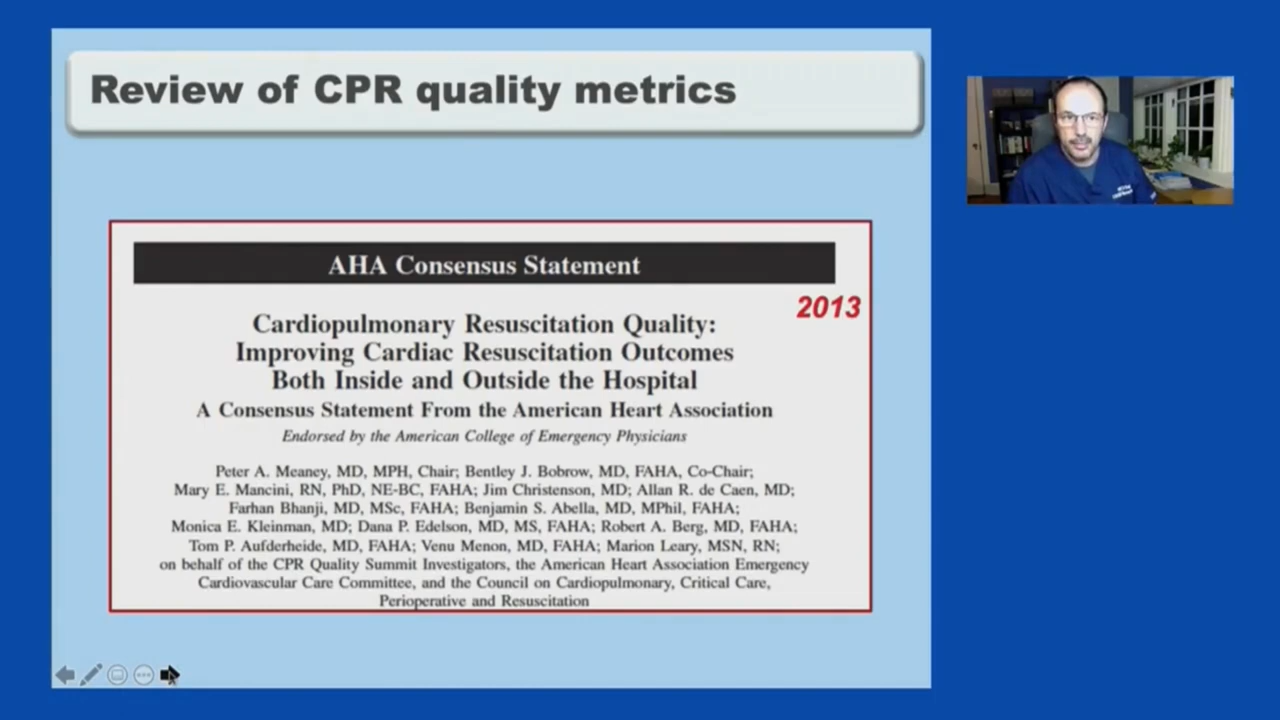 Review of CPR quality metrics
AHA Consensus Statement
2013
Cardiopulmonary Resuscitation Quality:
Improving Cardiac Resuscitation Outcomes
Both Inside and Outside the Hospital
A Consensus Statement From the American Heart Association
Endorsed by the American College of Emergency Physicians
Peter A. Meaney, MD, MPH, Chair; Bentley J. Bobrow, MD, FAHA, Co-Chair;
Mary E. Mancini, RN, PhD, NE-BC, FAHA; Jim Christenson, MD; Allan R. de Caen, MD;
Farhan Bhanji, MD, MSc, FAHA; Benjamin S. Abella, MD, MPhil, FAHA;
Monica E. Kleinman, MD; Dana P. Edelson, MD, MS, FAHA; Robert A. Berg, MD, FAHA;
Tom P. Aufderheide, MD, FAHA; Venu Menon, MD, FAHA; Marion Leary, MSN, RN;
on behalf of the CPR Quality Summit Investigators, the American Heart Association Emergency
Cardiovascular Care Committee, and the Council on Cardiopulmonary, Critical Care,
Perioperative and Resuscitation